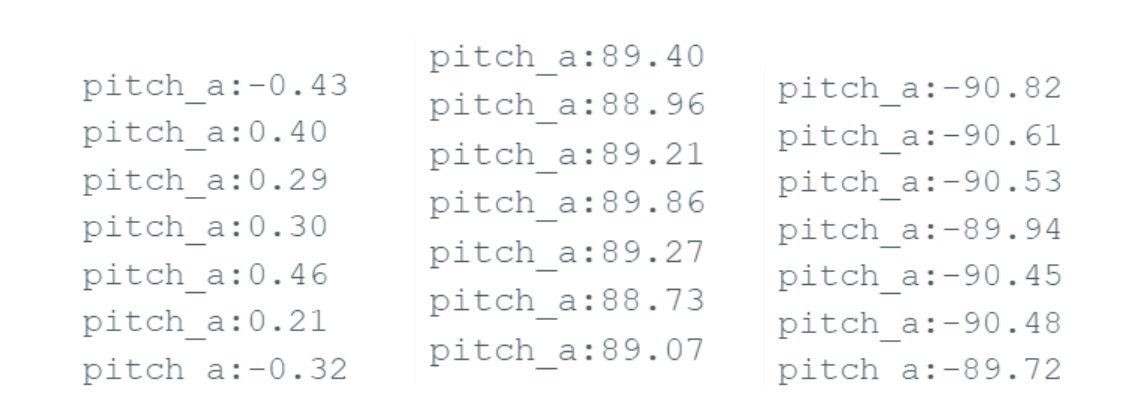 pitch_a:-0.43
pitch_a:0.40
pitch_a:0.29
pitch_a:0.30
pitch_a:0.46
pitch_a:0.21
pitch a:-0.32
pitch_a:89.40
pitch_a:88.96
pitch_a:89.21
pitch_a:89.86
pitch_a:89.27
pitch_a:88.73
pitch_a:89.07
pitch_a:-90.82
pitch_a:-90.61
pitch_a:-90.53
pitch_a:-89.94
pitch_a:-90.45
pitch_a:-90.48
pitch a:-89.72